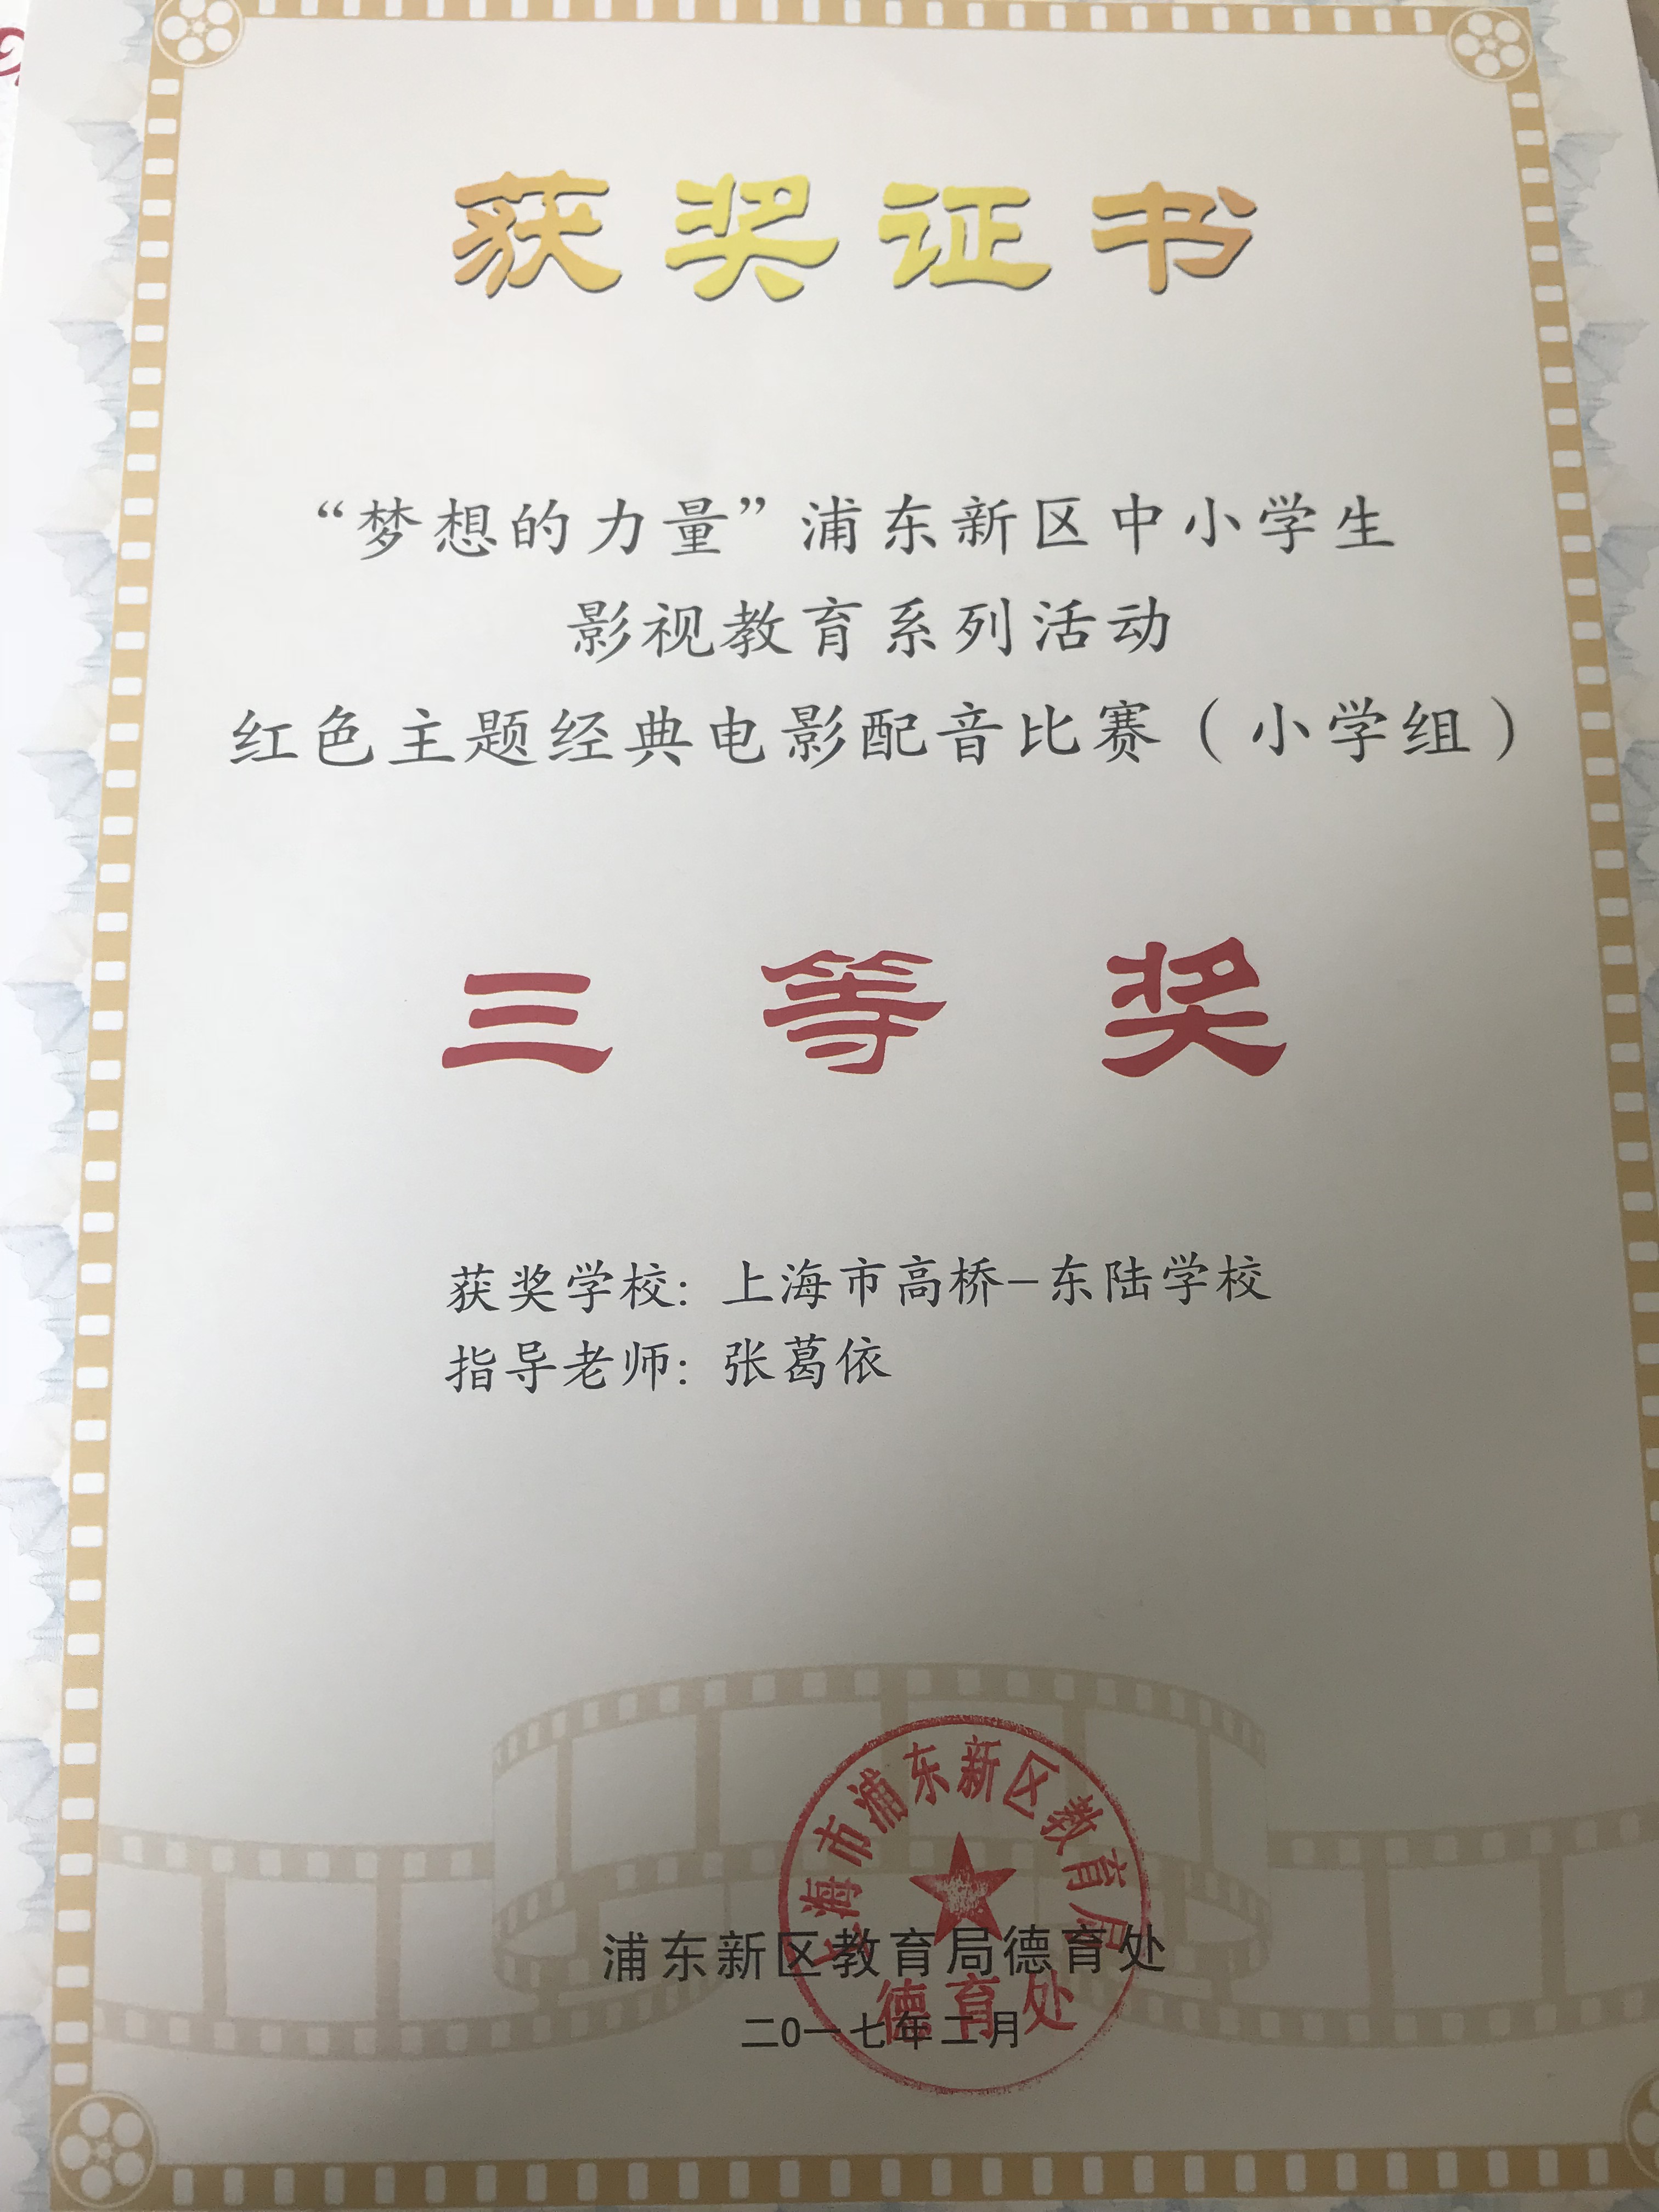 获奖证书
“梦想的力量”浦东新区中小学生
影视教育系列活动
红色主题经典电影配音比赛（小学组）
三等奖
获奖学校：上海市高桥-东陆学校
指导老师：张葛依
上海市浦东新区教育局
浦东新区教育局德育处
德育处
二0一七年二月